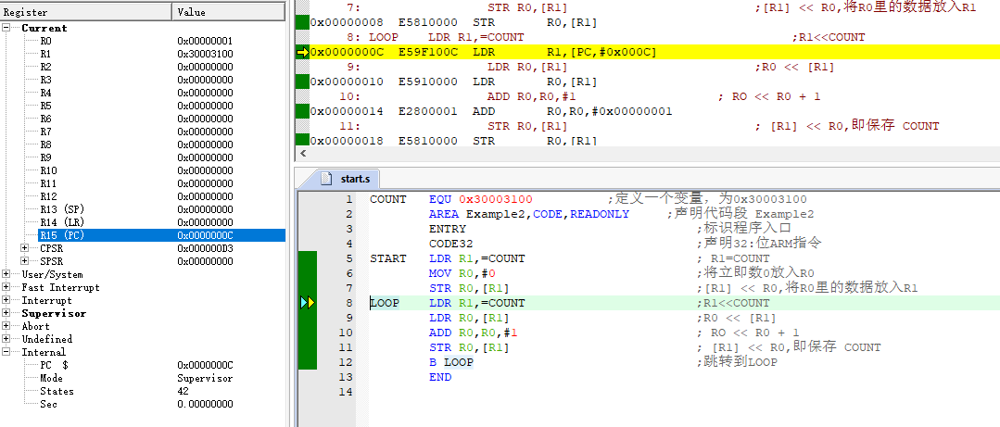 Register Value
Current
R0 0x00000001
R1 0x30003100
R2 0x00000000
R3 0x00000000
R4 0x00000000
R5 0x00000000
R6 0x00000000
R7 0x00000000
R8 0x00000000
R9 0x00000000
R10 0x00000000
R11 0x00000000
R12 0x00000000
R13 (SP) 0x00000000
R14 (LR) 0x00000000
R15 (PC) 0x0000000C
CPSR 0x000000D3
SPSR 0x00000000
User/System
Fast Interrupt
Interrupt
Supervisor
Abort
Undefined
Internal
PC $ 0x0000000C
Mode Supervisor
States 42
Sec 0.00000000
7: STR R0,[R1] ;[R1] << R0,将R0里的数据放入R1
0x00000008 E5810000 STR R0,[R1]
8: LOOP LDR R1,=COUNT ;R1<<COUNT
0x0000000C E59F100C LDR R1,[PC,#0x000C]
9: LDR R0,[R1] ;R0 << [R1]
0x00000010 E5910000 LDR R0,[R1]
10: ADD R0,R0,#1 ; RO << R0 + 1
0x00000014 E2800001 ADD R0,R0,#0x00000001
11: STR R0,[R1] ; [R1] << R0,即保存 COUNT
0x00000018 E5810000 STR R0,[R1]
start.s
1 COUNT EQU 0x30003100 ;定义一个变量，为0x30003100
2 AREA Example2,CODE,READONLY ;声明代码段 Example2
3 ENTRY ;标识程序入口
4 CODE32 ;声明32:位ARM指令
5 START LDR R1,=COUNT ; R1=COUNT
6 MOV R0,#0 ;将立即数0放入R0
7 STR R0,[R1] ;[R1] << R0,将R0里的数据放入R1
8 LOOP LDR R1,=COUNT ;R1<<COUNT
9 LDR R0,[R1] ;R0 << [R1]
10 ADD R0,R0,#1 ; RO << R0 + 1
11 STR R0,[R1] ; [R1] << R0,即保存 COUNT
12 B LOOP ;跳转到LOOP
13 END
14